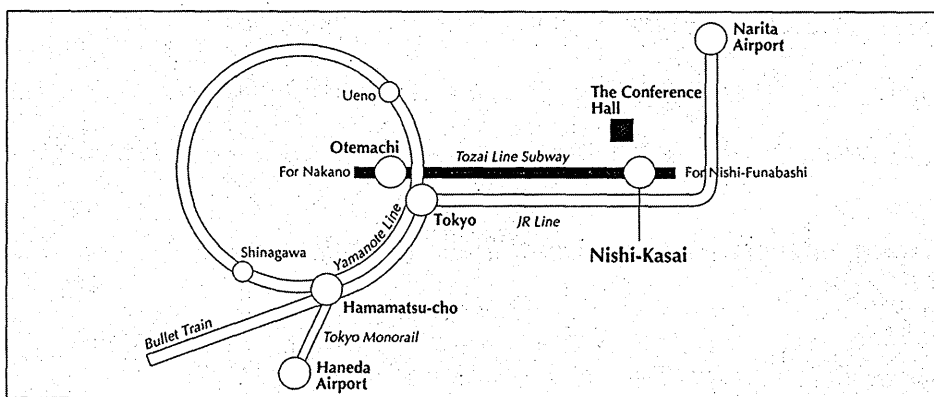 Narita
Airport
Ueno
The Conference
Hall
Otemachi
Tozai Line Subway
For Nakano
For Nishi-Funabashi
Tokyo
JR Line
Yamanote Line
Nishi-Kasai
Shinagawa
Hamamatsu-cho
Bullet Train
Tokyo Monorail
Haneda
Airport